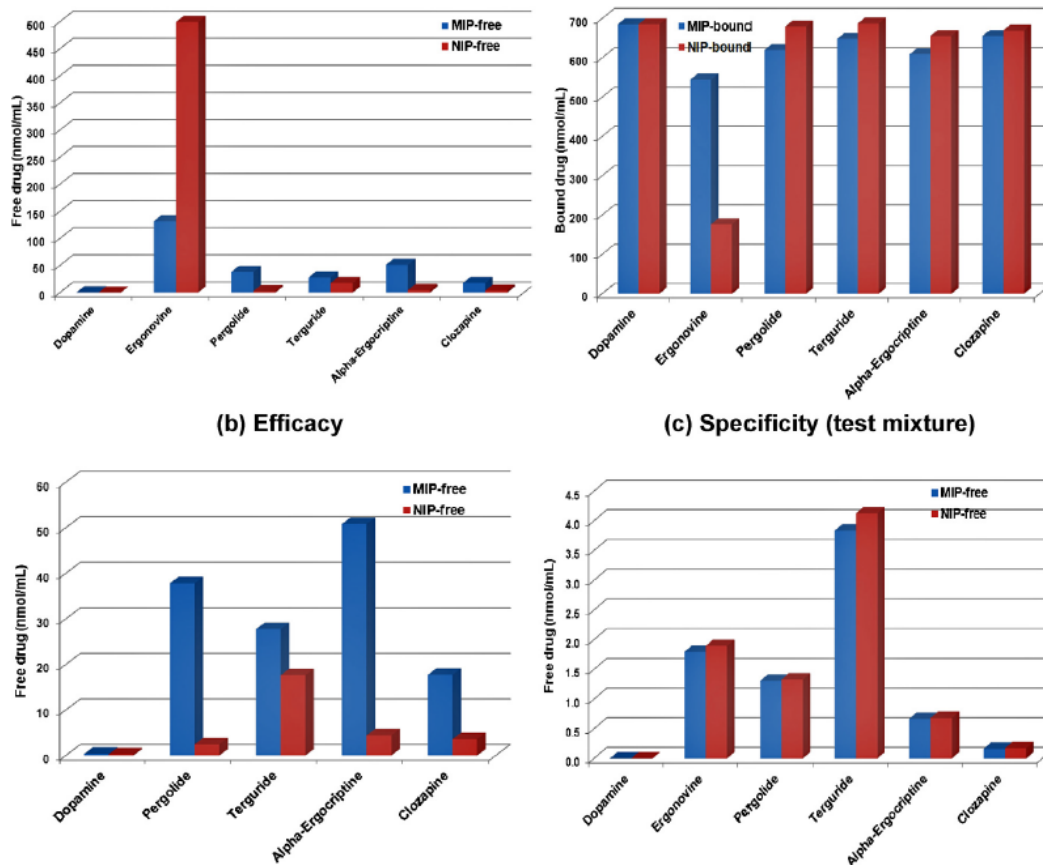 600
550
500
450
400
350
300
250
200
150
100
50
0
Free drug (nmol/mL)
MIP-free
NIP-free
Dopamine
Ergonovine
Pergolide
Terguride
Alpha-Ergocriptine
Clozapine
700
600
500
400
300
200
100
0
Bound drug (nmol/mL)
MIP-bound
NIP-bound
Dopamine
Ergonovine
Pergolide
Terguride
Alpha-Ergocriptine
Clozapine
(b) Efficacy
(c) Specificity (test mixture)
60
50
40
30
20
10
0
Free drug (nmol/mL)
MIP-free
NIP-free
Dopamine
Pergolide
Terguride
Alpha-Ergocriptine
Clozapine
4.5
4.0
3.5
3.0
2.5
2.0
1.5
1.0
0.5
0.0
Free drug (nmol/mL)
MIP-free
NIP-free
Dopamine
Ergonovine
Pergolide
Terguride
Alpha-Ergocriptine
Clozapine